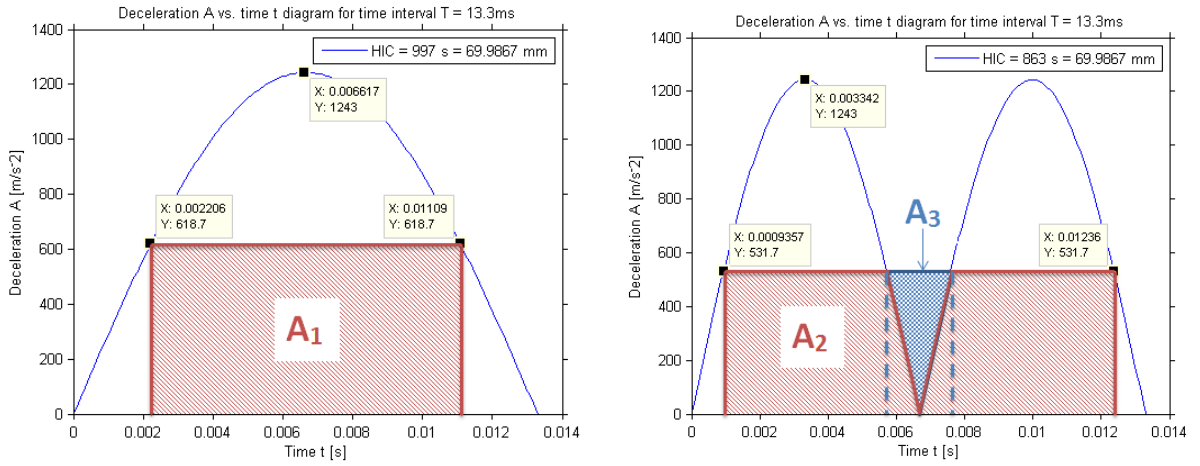 Deceleration A vs. time t diagram for time interval T = 13.3ms
HIC = 997 s = 69.9867 mm
1400
1200
1000
800
600
400
200
0
Deceleration A [m/s^-2]
X: 0.006617
Y: 1243
X: 0.002206
Y: 618.7
X: 0.01109
Y: 618.7
A1
0
0.002
0.004
0.006
0.008
0.01
0.012
0.014
Time t [s]
Deceleration A vs. time t diagram for time interval T = 13.3ms
HIC = 863 s = 69.9867 mm
1400
1200
1000
800
600
400
200
0
Deceleration A [m/s^-2]
X: 0.003342
Y: 1243
A3
X: 0.0009357
Y: 531.7
X: 0.01236
Y: 531.7
A2
0
0.002
0.004
0.006
0.008
0.01
0.012
0.014
Time t [s]